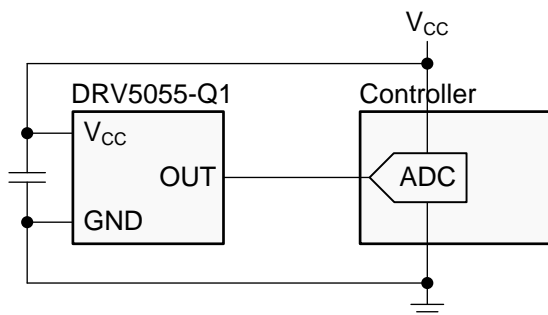 VCC
DRV5055-Q1
Controller
VCC
OUT
ADC
GND